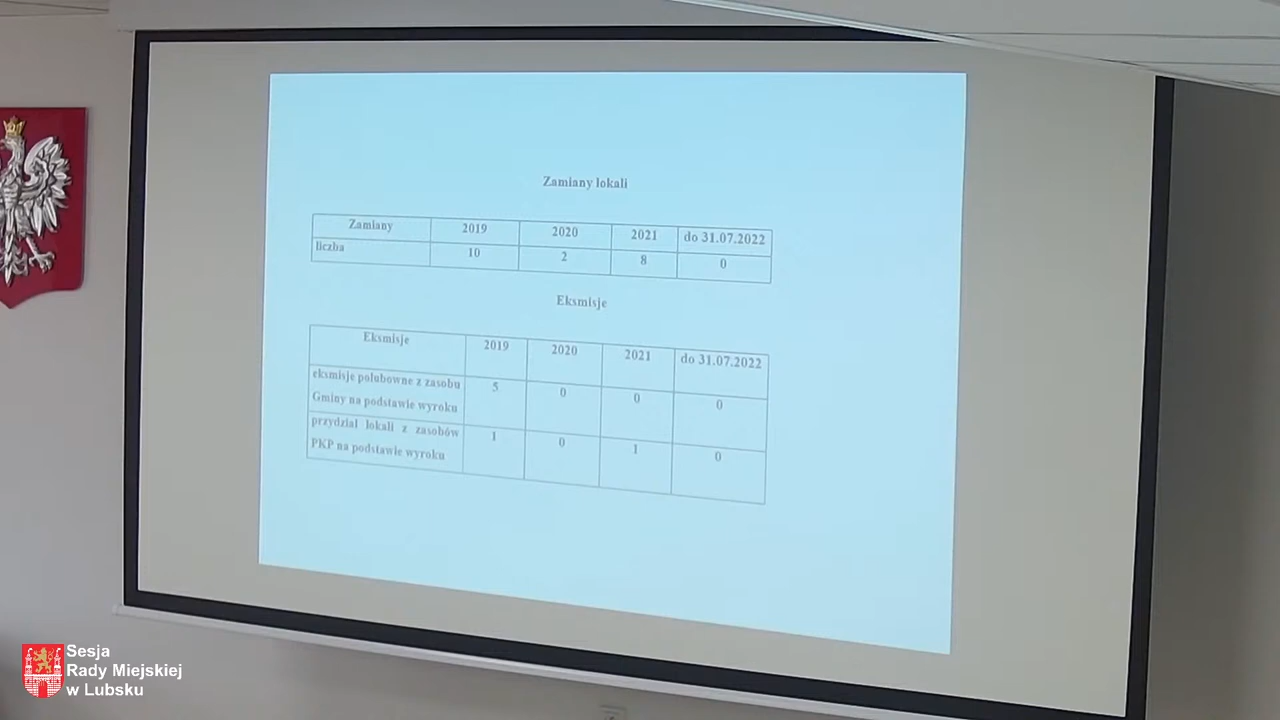 Zamiany lokali
Zamiany 2019 2020 2021 do 31.07.2022
liczba 10 2 8 0
Eksmisje
Eksmisje 2019 2020 2021 do 31.07.2022
eksmisje polubowne z zasobu
Gminy na podstawie wyroku 5 0 0 0
przydział lokali z zasobów
PKP na podstawie wyroku 1 0 1 0
Sesja
Rady Miejskiej
w Lubsku